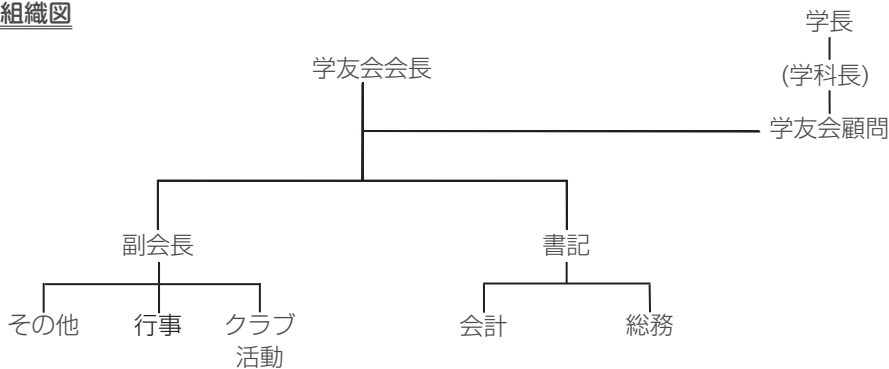 組織図
学長
学友会会長
(学科長)
学友会顧問
副会長
書記
その他
行事
クラブ
活動
会計
総務